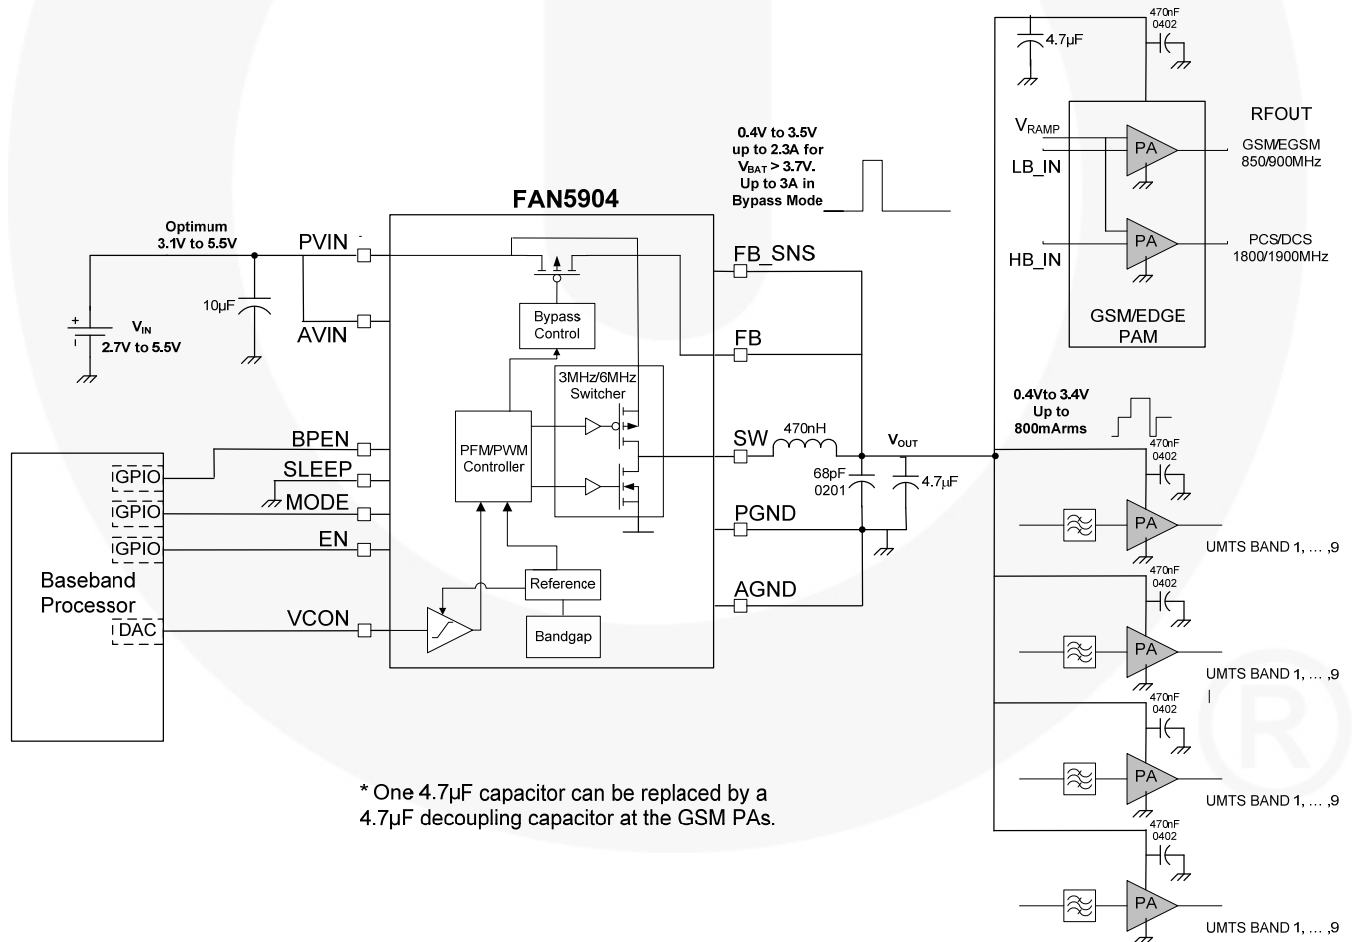 FAN5904
Optimum
3.1V to 5.5V
PVIN
10µF
AVIN
+
V_IN
2.7V to 5.5V
Bypass
Control
3MHz/6MHz
Switcher
PFM/PWM
Controller
Reference
Bandgap
BPEN
SLEEP
MODE
EN
VCON
GPIO
GPIO
GPIO
DAC
Baseband
Processor
0.4V to 3.5V
up to 2.3A for
V_BAT > 3.7V.
Up to 3A in
Bypass Mode
FB_SNS
FB
SW
470nH
V_OUT
68pF
0201
4.7µF
PGND
AGND
4.7µF
470nF
0402
V_RAMP
LB_IN
HB_IN
PA
PA
GSM/EDGE
PAM
RFOUT
GSM/EGSM
850/900MHz
PCS/DCS
1800/1900MHz
0.4Vto 3.4V
Up to
800mArms
470nF
0402
PA
UMTS BAND 1, ... ,9
470nF
0402
PA
UMTS BAND 1, ... ,9
470nF
0402
PA
UMTS BAND 1, ... ,9
470nF
0402
PA
UMTS BAND 1, ... ,9
* One 4.7µF capacitor can be replaced by a
4.7µF decoupling capacitor at the GSM PAs.
®